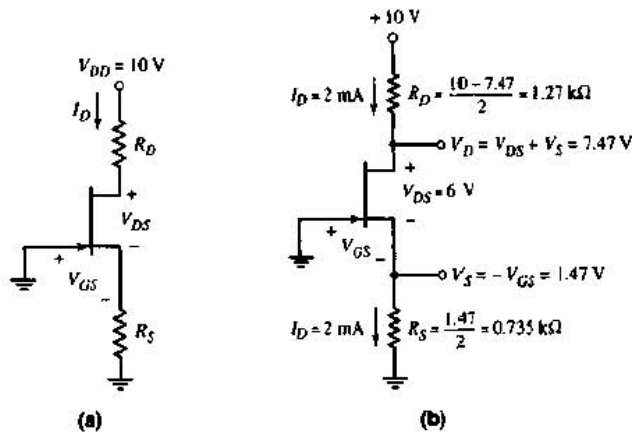 V_DD = 10 V
I_D
R_D
+
V_DS
−
+
V_GS
−
R_S
(a)
+10 V
I_D = 2 mA
R_D = (10 − 7.47)/2 = 1.27 kΩ
V_D = V_DS + V_S = 7.47 V
+
V_DS = 6 V
−
+
V_GS
−
V_S = − V_GS = 1.47 V
I_D = 2 mA
R_S = 1.47/2 = 0.735 kΩ
(b)